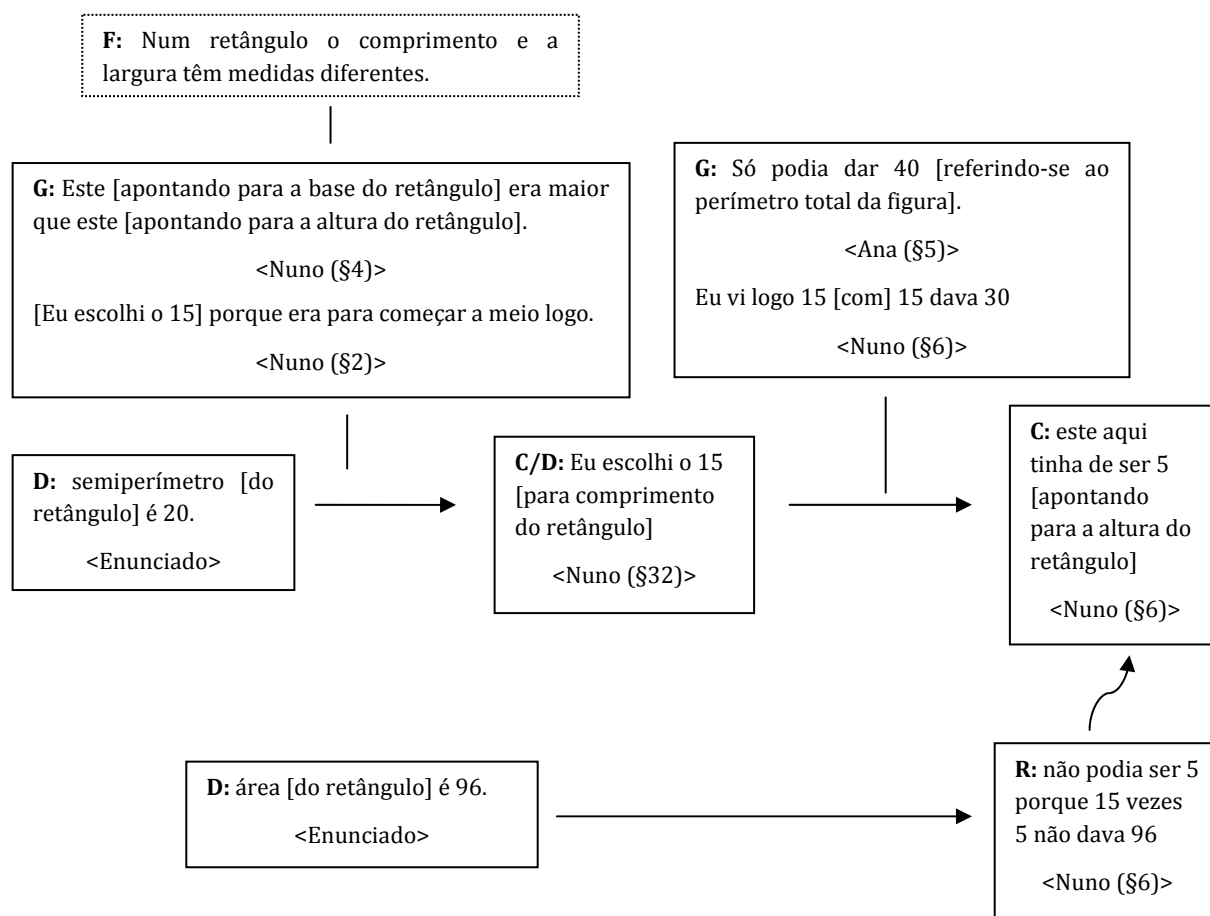 F: Num retângulo o comprimento e a
largura têm medidas diferentes.
G: Este [apontando para a base do retângulo] era maior
que este [apontando para a altura do retângulo].
<Nuno (§4)>
[Eu escolhi o 15] porque era para começar a meio logo.
<Nuno (§2)>
G: Só podia dar 40 [referindo-se ao
perímetro total da figura].
<Ana (§5)>
Eu vi logo 15 [com] 15 dava 30
<Nuno (§6)>
D: semiperímetro [do
retângulo] é 20.
<Enunciado>
C/D: Eu escolhi o 15
[para comprimento
do retângulo]
<Nuno (§32)>
C: este aqui
tinha de ser 5
[apontando
para a altura do
retângulo]
<Nuno (§6)>
D: área [do retângulo] é 96.
<Enunciado>
R: não podia ser 5
porque 15 vezes
5 não dava 96
<Nuno (§6)>